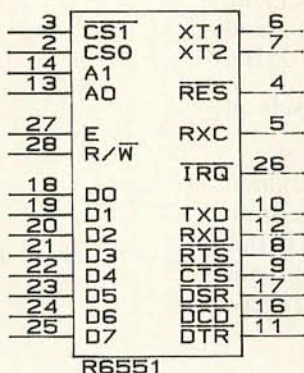 3 CS1 XT1 6
2 CS0 XT2 7
14 A1
13 A0 RES 4
27 E RXC 5
28 R/W
IRQ 26
18 D0
19 D1 TXD 10
20 D2 RXD 12
21 D3 RTS 8
22 D4 CTS 9
23 D5 DSR 17
24 D6 DCD 16
25 D7 DTR 11
R6551